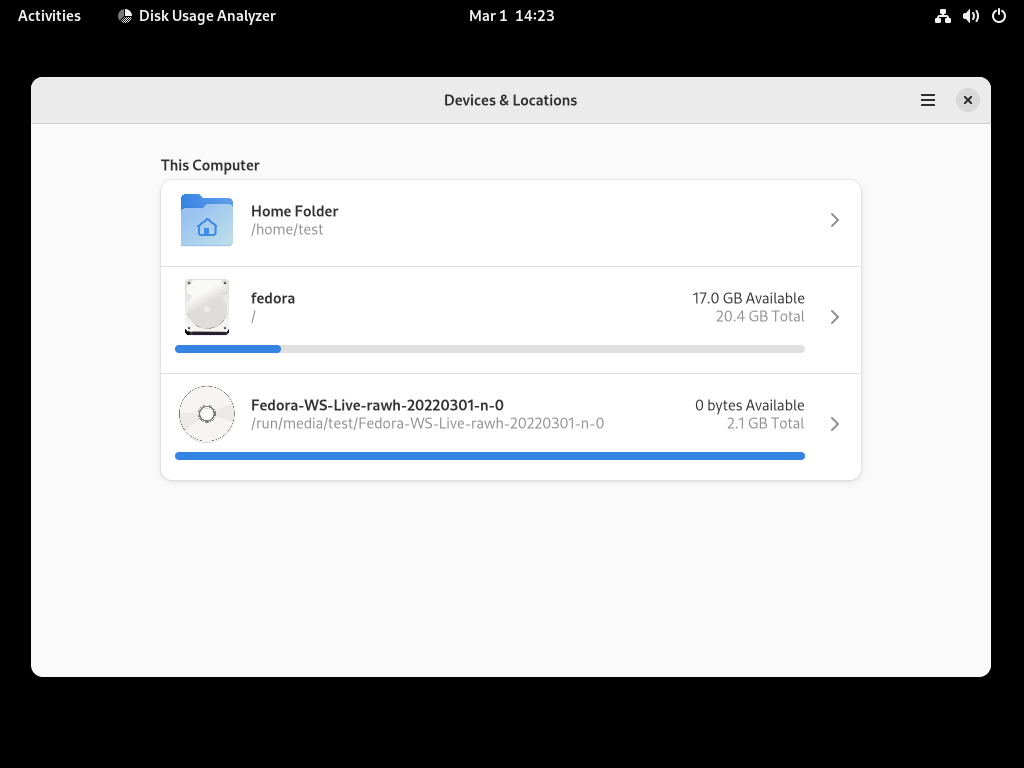 Activities Disk Usage Analyzer Mar 1 14:23
Devices & Locations
This Computer
Home Folder
/home/test
fedora 17.0 GB Available
/ 20.4 GB Total
Fedora-WS-Live-rawh-20220301-n-0 0 bytes Available
/run/media/test/Fedora-WS-Live-rawh-20220301-n-0 2.1 GB Total